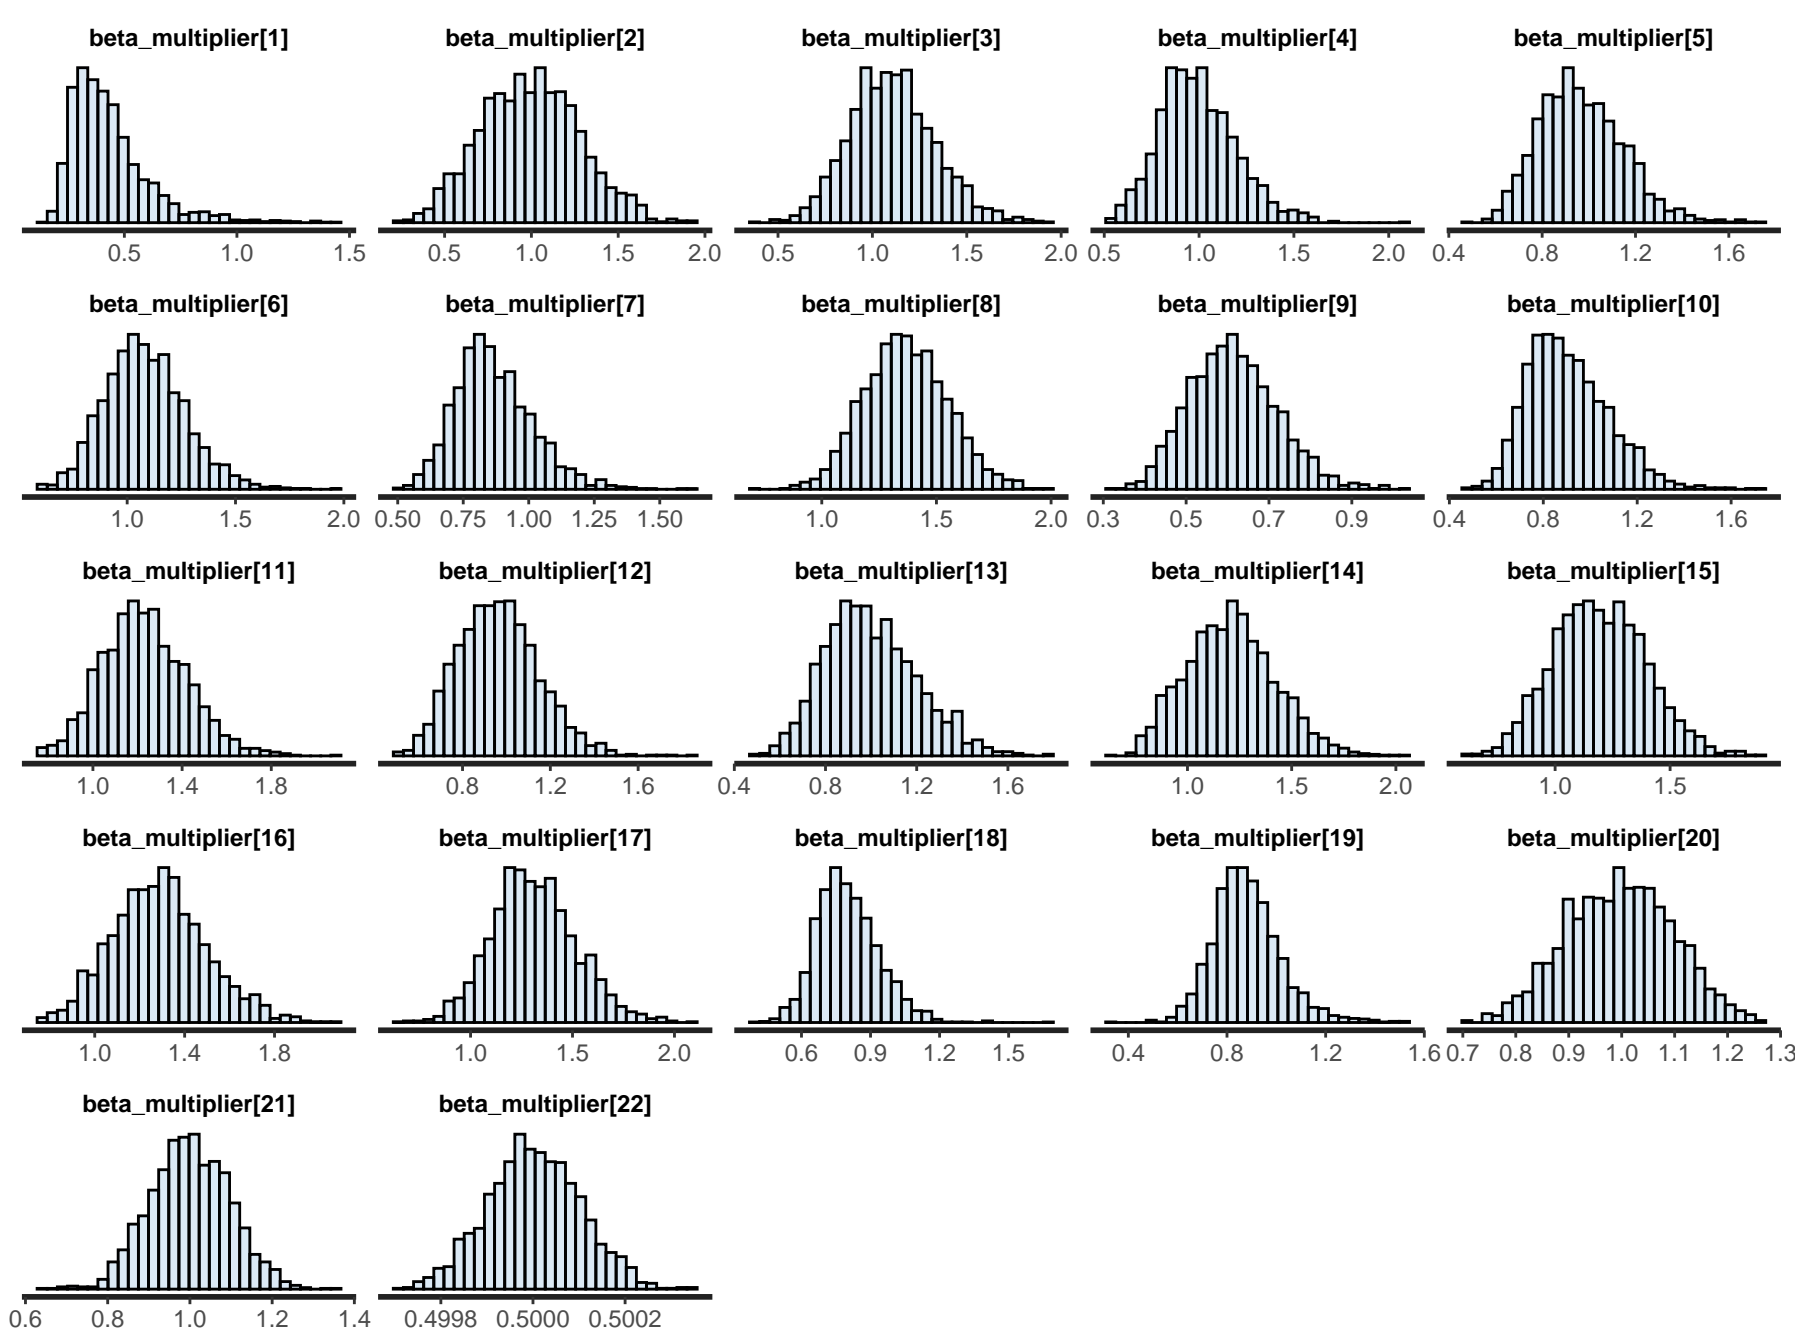 beta_multiplier[1] beta_multiplier[2] beta_multiplier[3] beta_multiplier[4] beta_multiplier[5]
0.5 1.0 1.5 0.5 1.0 1.5 2.0 0.5 1.0 1.5 2.0 0.5 1.0 1.5 2.0 0.4 0.8 1.2 1.6
beta_multiplier[6] beta_multiplier[7] beta_multiplier[8] beta_multiplier[9] beta_multiplier[10]
1.0 1.5 2.0 0.50 0.75 1.00 1.25 1.50 1.0 1.5 2.0 0.3 0.5 0.7 0.9 0.4 0.8 1.2 1.6
beta_multiplier[11] beta_multiplier[12] beta_multiplier[13] beta_multiplier[14] beta_multiplier[15]
1.0 1.4 1.8 0.8 1.2 1.6 0.4 0.8 1.2 1.6 1.0 1.5 2.0 1.0 1.5
beta_multiplier[16] beta_multiplier[17] beta_multiplier[18] beta_multiplier[19] beta_multiplier[20]
1.0 1.4 1.8 1.0 1.5 2.0 0.6 0.9 1.2 1.5 0.4 0.8 1.2 1.6 0.7 0.8 0.9 1.0 1.1 1.2 1.3
beta_multiplier[21] beta_multiplier[22]
0.6 0.8 1.0 1.2 1.4 0.4998 0.5000 0.5002